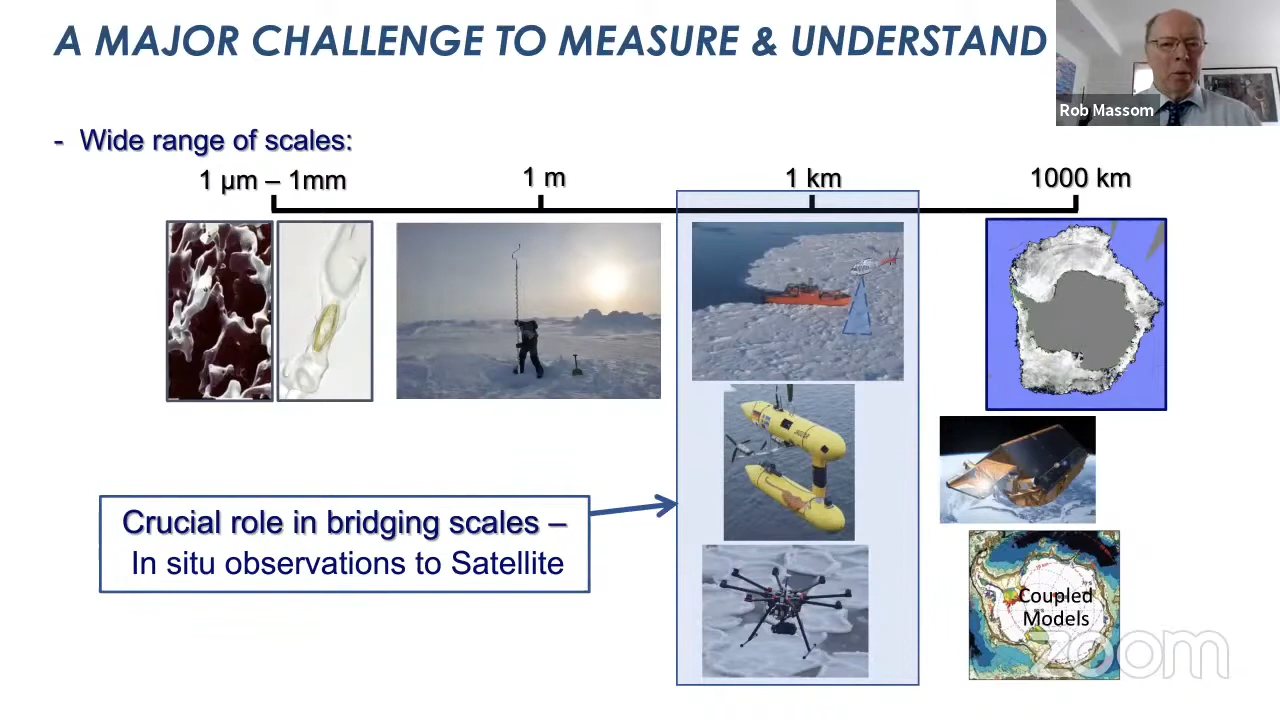 A MAJOR CHALLENGE TO MEASURE & UNDERSTAND
Rob Massom
- Wide range of scales:
1 µm – 1mm
1 m
1 km
1000 km
Crucial role in bridging scales –
In situ observations to Satellite
Coupled
Models
zoom